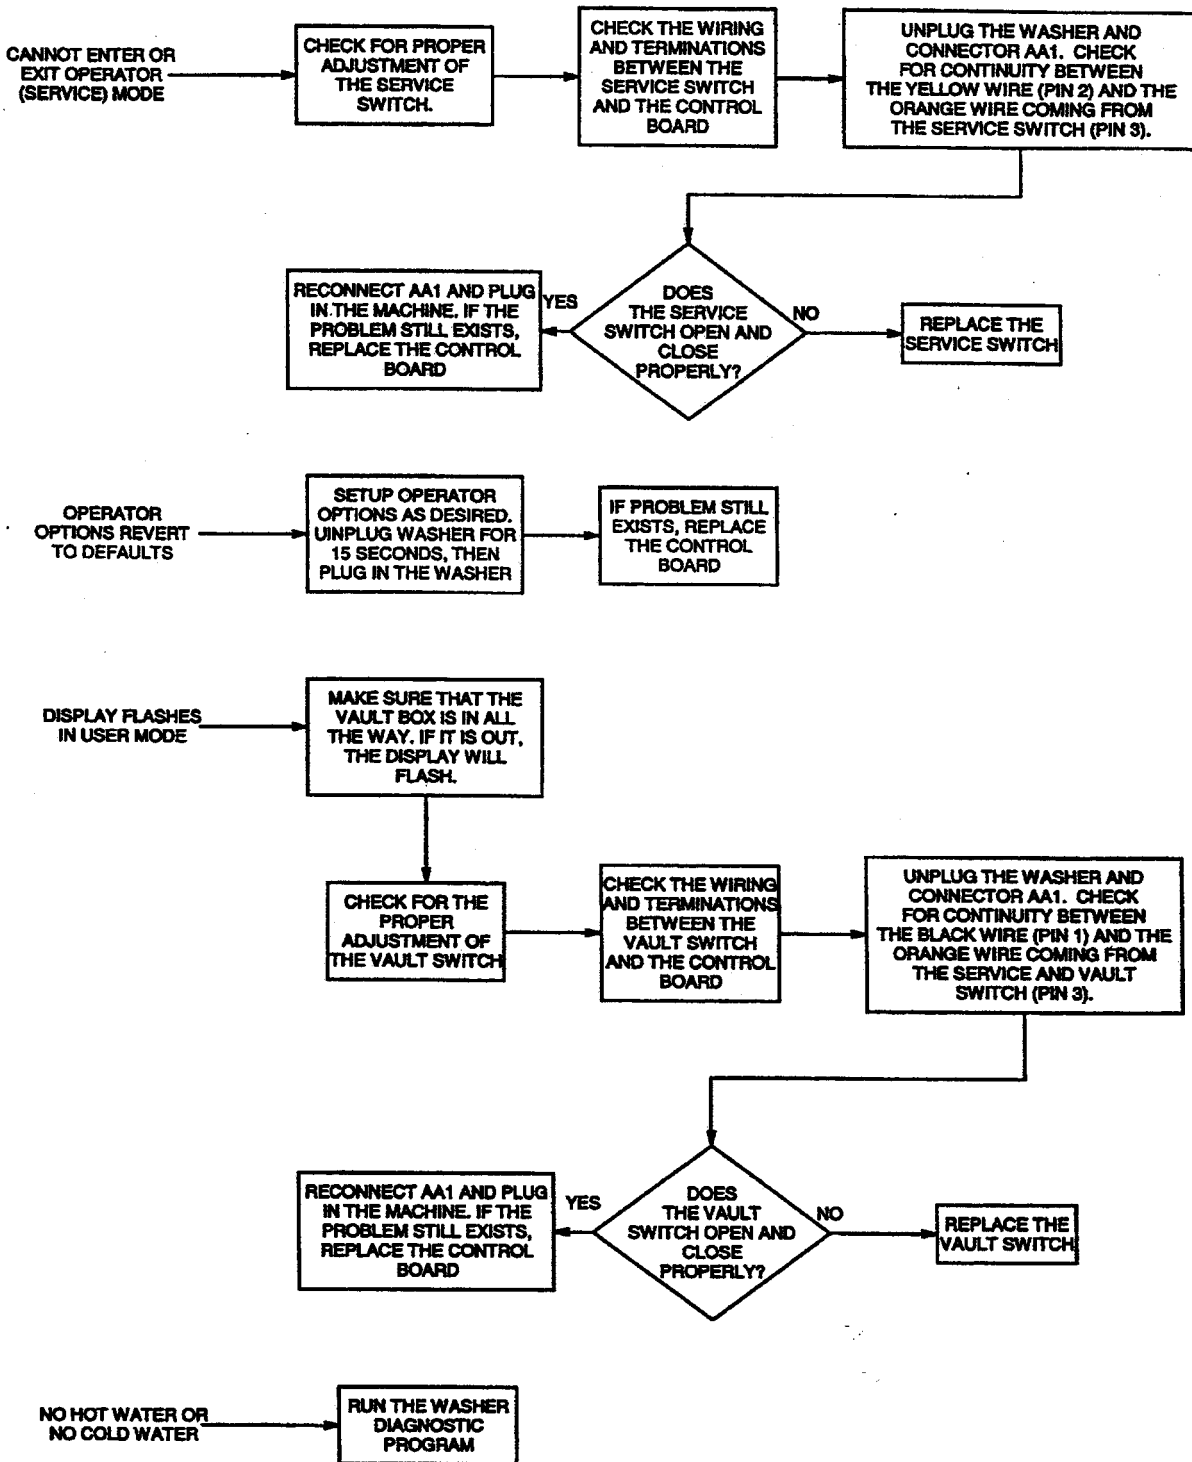 CANNOT ENTER OR
EXIT OPERATOR
(SERVICE) MODE
CHECK FOR PROPER
ADJUSTMENT OF
THE SERVICE
SWITCH.
CHECK THE WIRING
AND TERMINATIONS
BETWEEN THE
SERVICE SWITCH
AND THE CONTROL
BOARD
UNPLUG THE WASHER AND
CONNECTOR AA1. CHECK
FOR CONTINUITY BETWEEN
THE YELLOW WIRE (PIN 2) AND THE
ORANGE WIRE COMING FROM
THE SERVICE SWITCH (PIN 3).
RECONNECT AA1 AND PLUG
IN THE MACHINE. IF THE
PROBLEM STILL EXISTS,
REPLACE THE CONTROL
BOARD
YES
DOES
THE SERVICE
SWITCH OPEN AND
CLOSE
PROPERLY?
NO
REPLACE THE
SERVICE SWITCH
OPERATOR
OPTIONS REVERT
TO DEFAULTS
SETUP OPERATOR
OPTIONS AS DESIRED.
UINPLUG WASHER FOR
15 SECONDS, THEN
PLUG IN THE WASHER
IF PROBLEM STILL
EXISTS, REPLACE
THE CONTROL
BOARD
DISPLAY FLASHES
IN USER MODE
MAKE SURE THAT THE
VAULT BOX IS IN ALL
THE WAY. IF IT IS OUT,
THE DISPLAY WILL
FLASH.
CHECK FOR THE
PROPER
ADJUSTMENT OF
THE VAULT SWITCH
CHECK THE WIRING
AND TERMINATIONS
BETWEEN THE
VAULT SWITCH
AND THE CONTROL
BOARD
UNPLUG THE WASHER AND
CONNECTOR AA1. CHECK
FOR CONTINUITY BETWEEN
THE BLACK WIRE (PIN 1) AND THE
ORANGE WIRE COMING FROM
THE SERVICE AND VAULT
SWITCH (PIN 3).
RECONNECT AA1 AND PLUG
IN THE MACHINE. IF THE
PROBLEM STILL EXISTS,
REPLACE THE CONTROL
BOARD
YES
DOES
THE VAULT
SWITCH OPEN AND
CLOSE
PROPERLY?
NO
REPLACE THE
VAULT SWITCH
NO HOT WATER OR
NO COLD WATER
RUN THE WASHER
DIAGNOSTIC
PROGRAM